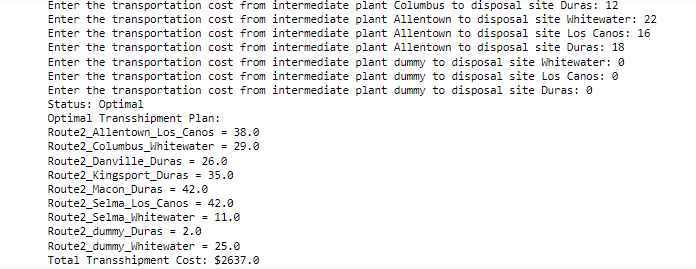 Enter the transportation cost from intermediate plant Columbus to disposal site Duras: 12
Enter the transportation cost from intermediate plant Allentown to disposal site Whitewater: 22
Enter the transportation cost from intermediate plant Allentown to disposal site Los Canos: 16
Enter the transportation cost from intermediate plant Allentown to disposal site Duras: 18
Enter the transportation cost from intermediate plant dummy to disposal site Whitewater: 0
Enter the transportation cost from intermediate plant dummy to disposal site Los Canos: 0
Enter the transportation cost from intermediate plant dummy to disposal site Duras: 0
Status: Optimal
Optimal Transshipment Plan:
Route2_Allentown_Los_Canos = 38.0
Route2_Columbus_Whitewater = 29.0
Route2_Danville_Duras = 26.0
Route2_Kingsport_Duras = 35.0
Route2_Macon_Duras = 42.0
Route2_Selma_Los_Canos = 42.0
Route2_Selma_Whitewater = 11.0
Route2_dummy_Duras = 2.0
Route2_dummy_Whitewater = 25.0
Total Transshipment Cost: $2637.0